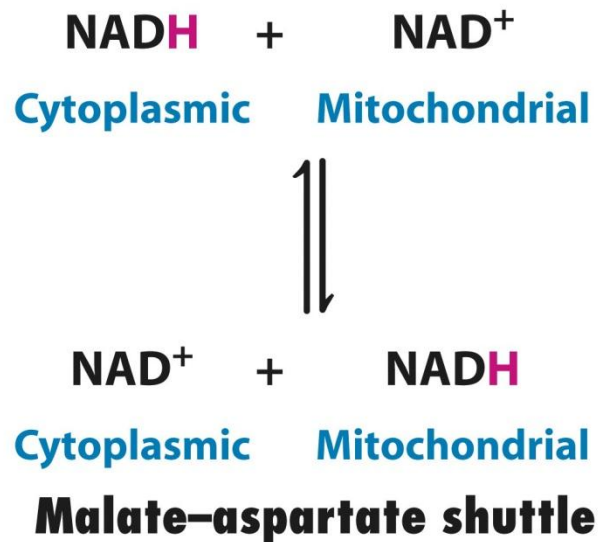 NADH + NAD⁺
Cytoplasmic Mitochondrial
NAD⁺ + NADH
Cytoplasmic Mitochondrial
Malate–aspartate shuttle